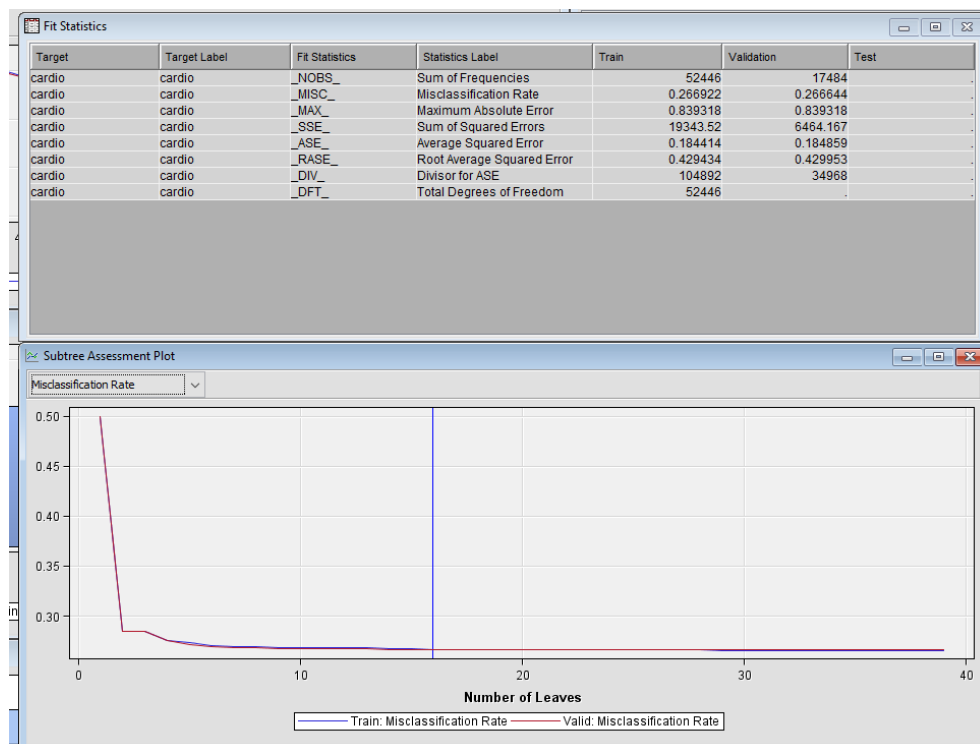 Fit Statistics
Target Target Label Fit Statistics Statistics Label Train Validation Test
cardio cardio _NOBS_ Sum of Frequencies 52446 17484 .
cardio cardio _MISC_ Misclassification Rate 0.266922 0.266644 .
cardio cardio _MAX_ Maximum Absolute Error 0.839318 0.839318 .
cardio cardio _SSE_ Sum of Squared Errors 19343.52 6464.167 .
cardio cardio _ASE_ Average Squared Error 0.184414 0.184859 .
cardio cardio _RASE_ Root Average Squared Error 0.429434 0.429953 .
cardio cardio _DIV_ Divisor for ASE 104892 34968 .
cardio cardio _DFT_ Total Degrees of Freedom 52446 . .
Subtree Assessment Plot
Misclassification Rate
0.50
0.45
0.40
0.35
0.30
in
0 10 20 30 40
Number of Leaves
Train: Misclassification Rate Valid: Misclassification Rate